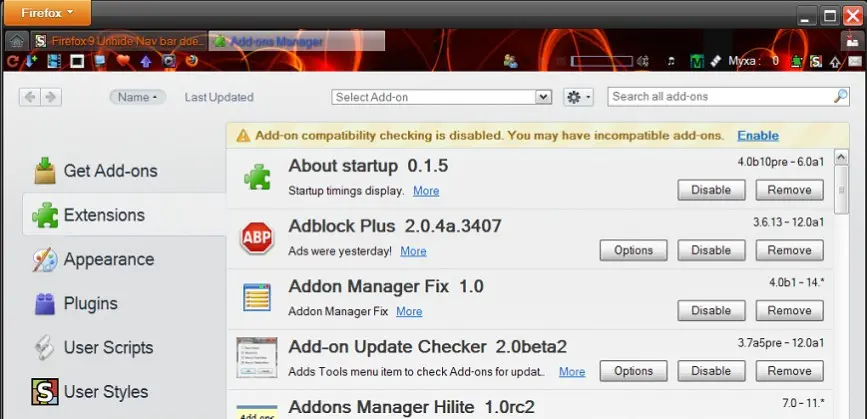 Firefox
Firefox 9 Unhide Nav bar doe...
Add-ons Manager
Myxa : 0
Name
Last Updated
Select Add-on
Search all add-ons
Add-on compatibility checking is disabled. You may have incompatible add-ons. Enable
Get Add-ons
Extensions
Appearance
Plugins
User Scripts
User Styles
About startup 0.1.5
4.0b10pre - 6.0a1
Startup timings display. More
Disable
Remove
ABP
Adblock Plus 2.0.4a.3407
3.6.13 - 12.0a1
Ads were yesterday! More
Options
Disable
Remove
Addon Manager Fix 1.0
4.0b1 - 14.*
Addon Manager Fix More
Disable
Remove
Add-on Update Checker 2.0beta2
3.7a5pre - 12.0a1
Adds Tools menu item to check Add-ons for updat.. More
Options
Disable
Remove
Add-ons
Addons Manager Hilite 1.0rc2
7.0 - 11.*